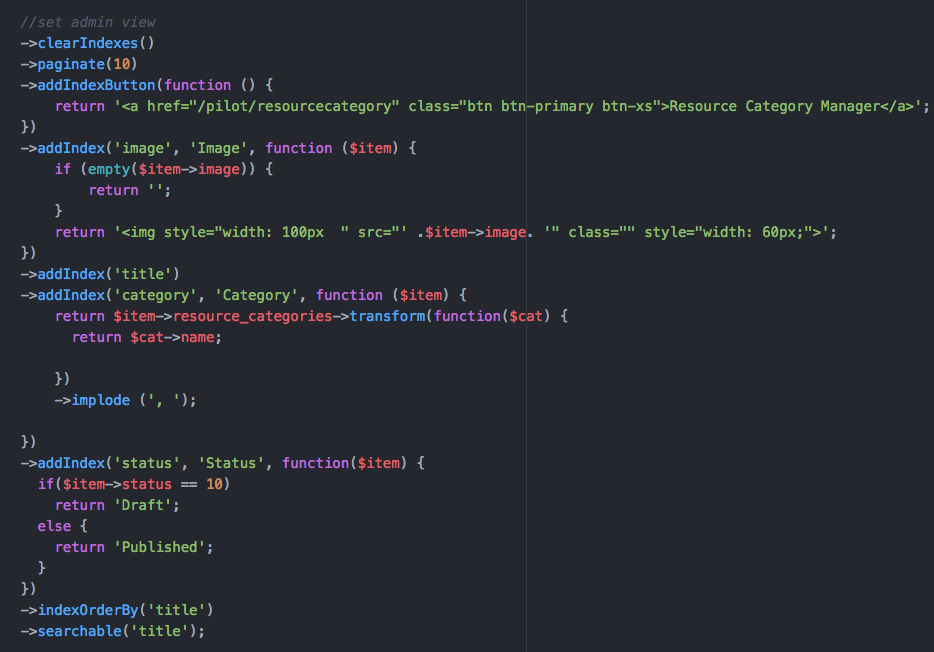 //set admin view
->clearIndexes()
->paginate(10)
->addIndexButton(function () {
    return '<a href="/pilot/resourcecategory" class="btn btn-primary btn-xs">Resource Category Manager</a>';
})
->addIndex('image', 'Image', function ($item) {
    if (empty($item->image)) {
        return '';
    }
    return '<img style="width: 100px  " src="' .$item->image. '" class="" style="width: 60px;">';
})
->addIndex('title')
->addIndex('category', 'Category', function ($item) {
    return $item->resource_categories->transform(function($cat) {
      return $cat->name;

    })
    ->implode (', ');

})
->addIndex('status', 'Status', function($item) {
  if($item->status == 10)
    return 'Draft';
  else {
    return 'Published';
  }
})
->indexOrderBy('title')
->searchable('title');